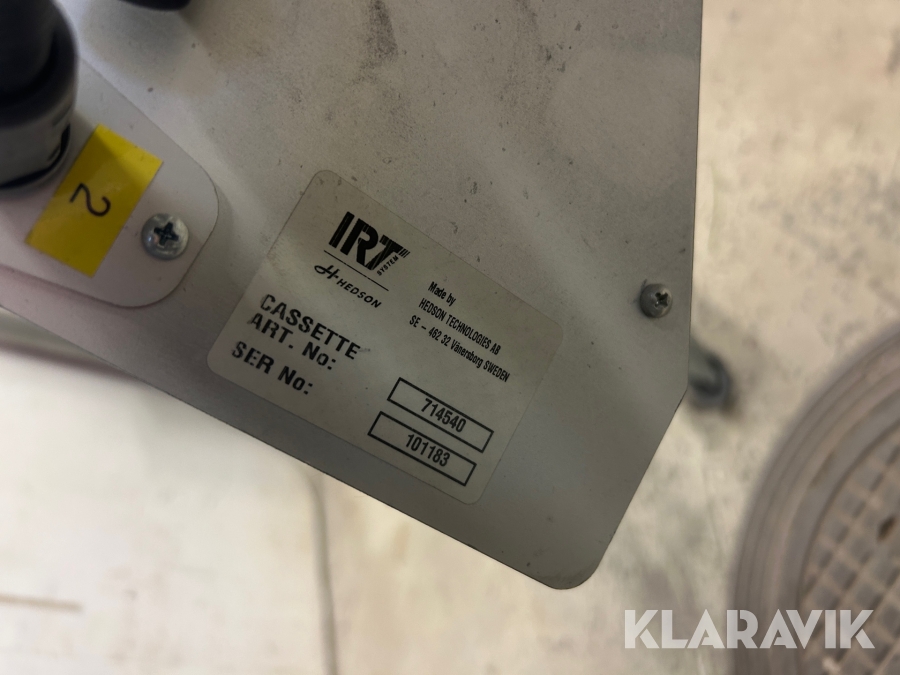 2
IRT
SYSTEM
HEDSON
Made by
HEDSON TECHNOLOGIES AB
SE - 462 32 Vänersborg SWEDEN
CASSETTE
ART. No:
714540
SER No:
101183
KLARAVIK